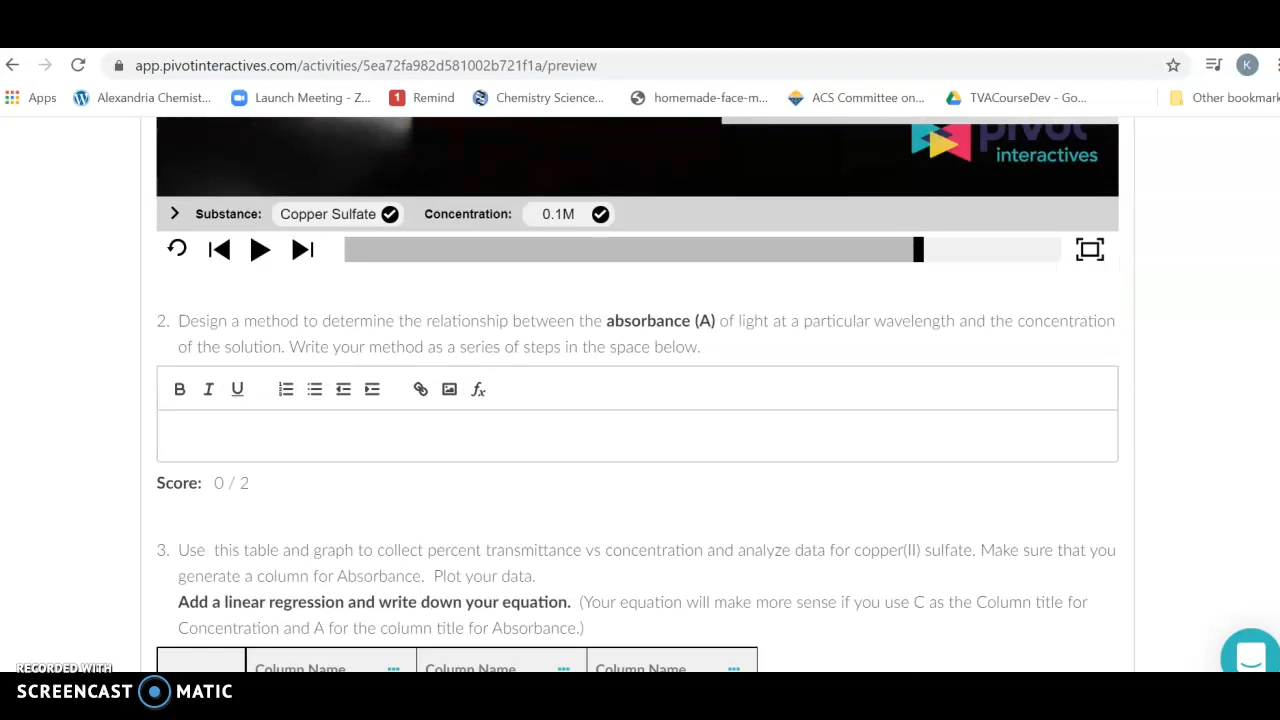 app.pivotinteractives.com/activities/5ea72fa982d581002b721f1a/preview
K
Apps Alexandria Chemist... Launch Meeting - Z... 1 Remind Chemistry Science... homemade-face-m... ACS Committee on... TVACourseDev - Go... Other bookmark
pivot
interactives
Substance: Copper Sulfate Concentration: 0.1M
2. Design a method to determine the relationship between the absorbance (A) of light at a particular wavelength and the concentration
of the solution. Write your method as a series of steps in the space below.
B I U fx
Score: 0 / 2
3. Use this table and graph to collect percent transmittance vs concentration and analyze data for copper(II) sulfate. Make sure that you
generate a column for Absorbance. Plot your data.
Add a linear regression and write down your equation. (Your equation will make more sense if you use C as the Column title for
Concentration and A for the column title for Absorbance.)
Column Name ... Column Name ... Column Name ...
RECORDED WITH
SCREENCAST MATIC